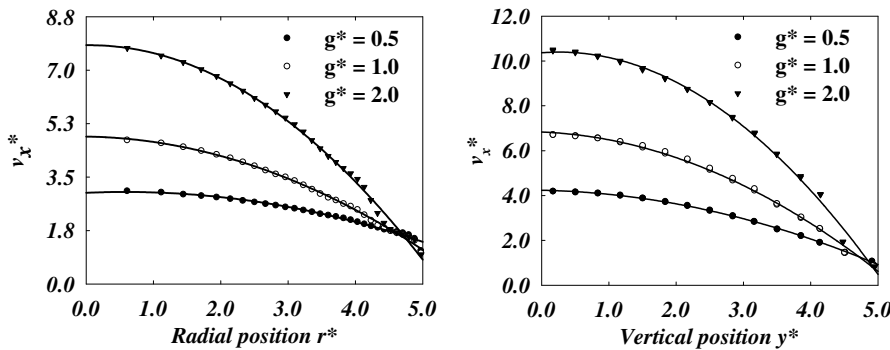 8.8
7.0
5.3
3.5
1.8
0.0
v_x*
g* = 0.5
g* = 1.0
g* = 2.0
0.0 1.0 2.0 3.0 4.0 5.0
Radial position r*
12.0
10.0
8.0
6.0
4.0
2.0
0.0
v_x*
g* = 0.5
g* = 1.0
g* = 2.0
0.0 1.0 2.0 3.0 4.0 5.0
Vertical position y*